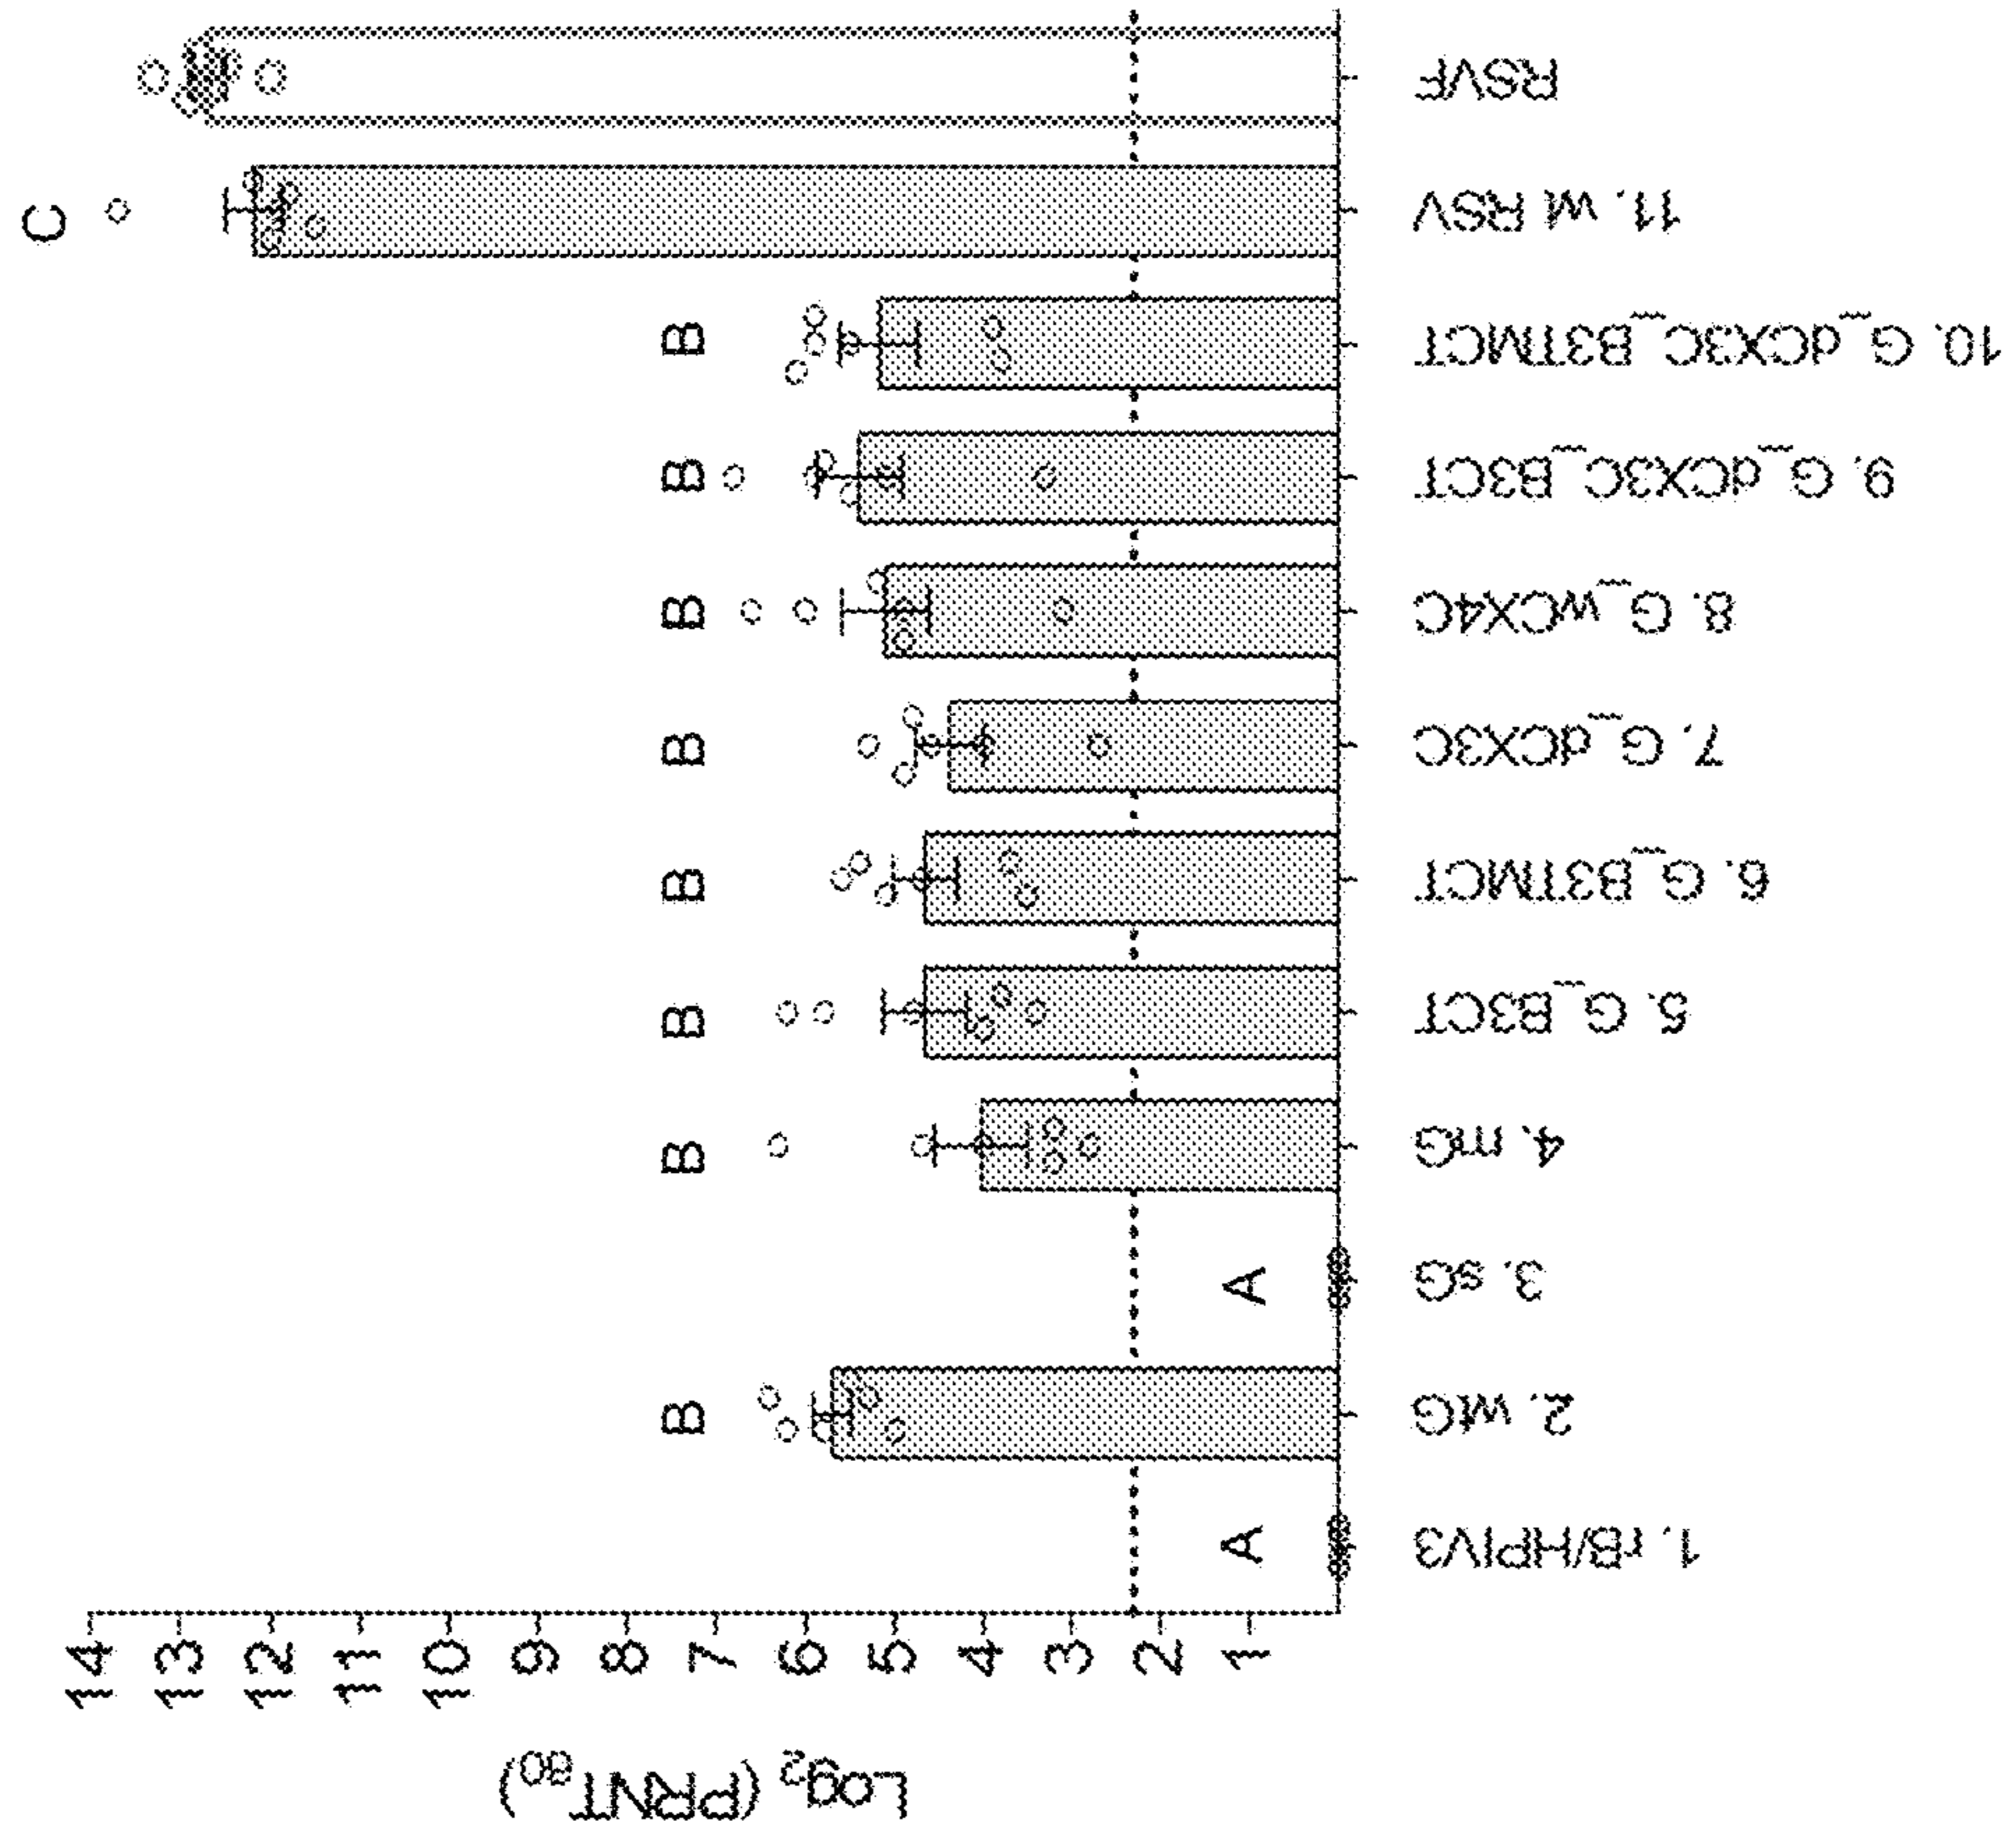 Log₂ (PRNT₆₀)
14
13
12
11
10
9
8
7
6
5
4
3
2
1
A
B
A
B
B
B
B
B
B
B
C
1. rB/HPIV3
2. wtG
3. sG
4. mG
5. G_B3CT
6. G_B3TMCT
7. G_dCX3C
8. G_wCX4C
9. G_dCX3C_B3CT
10. G_dCX3C_B3TMCT
11. wt RSV
RSVF